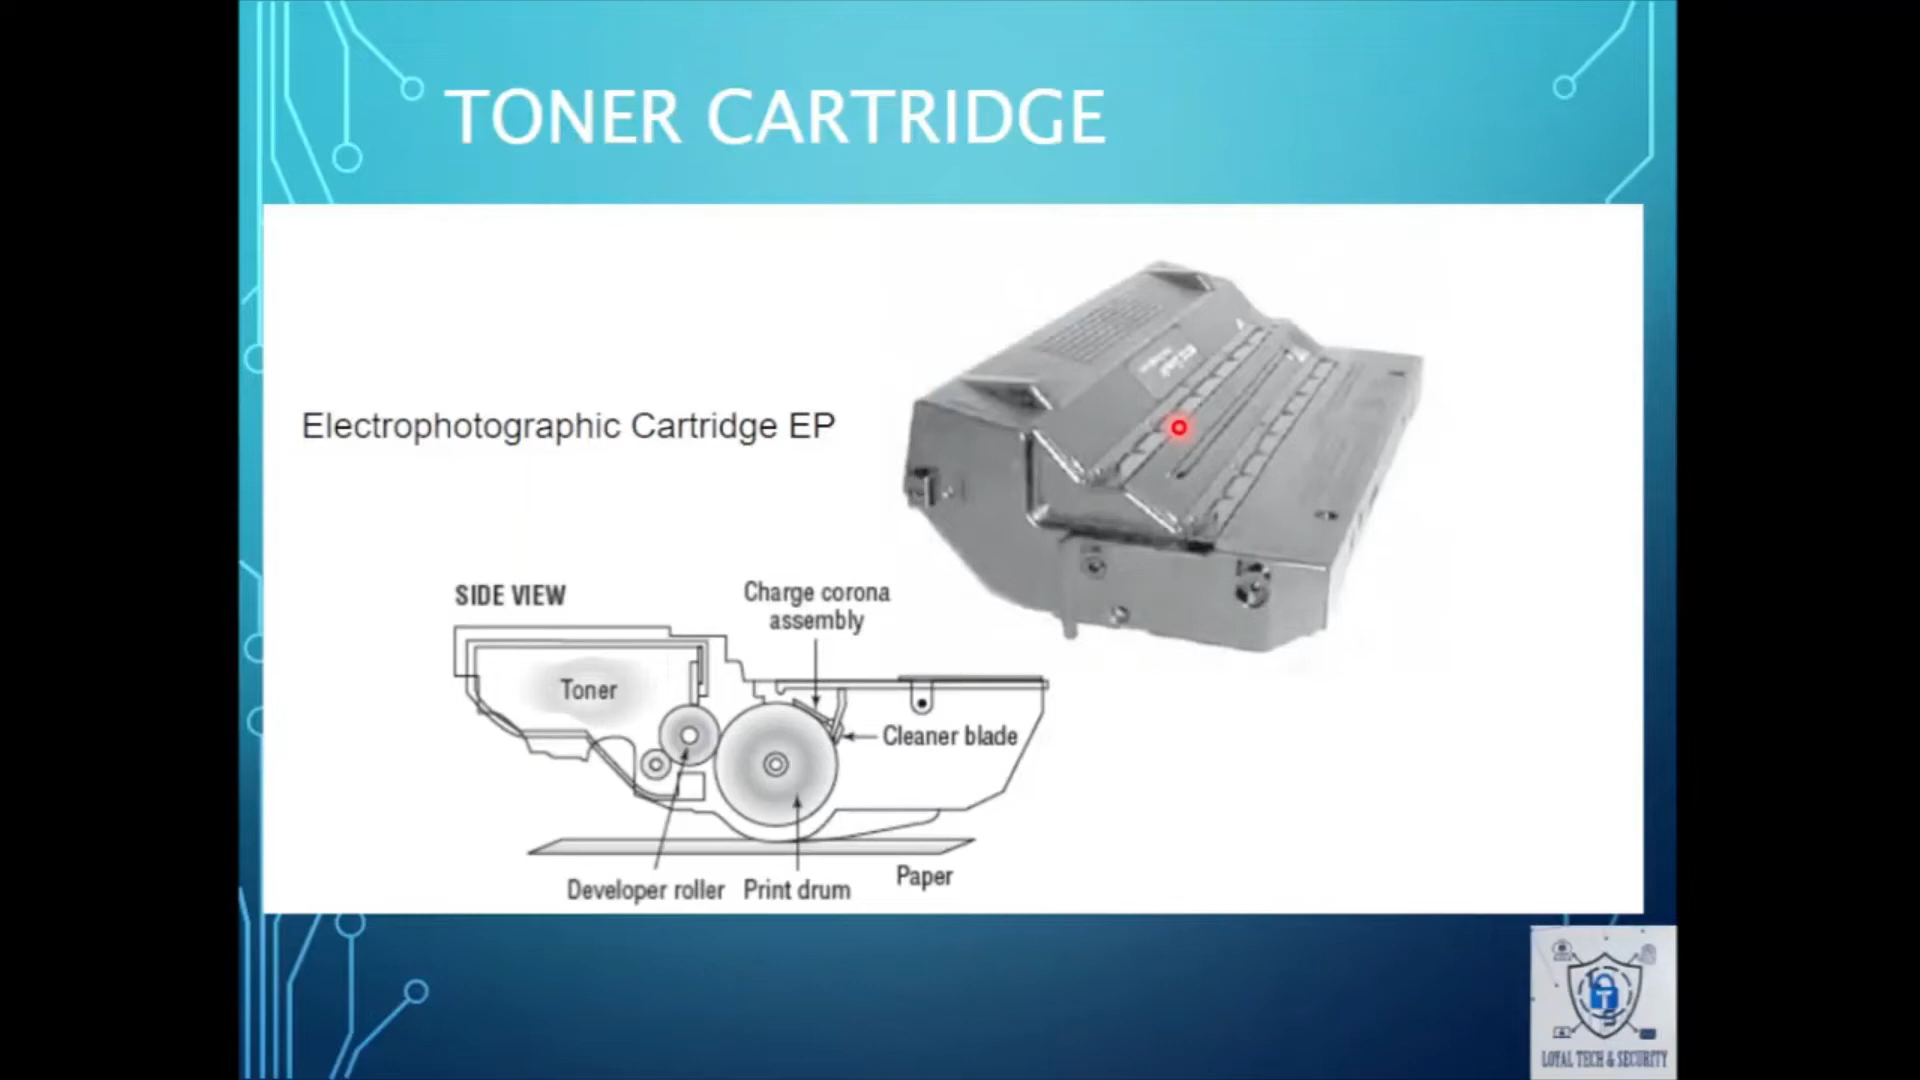 TONER CARTRIDGE
Electrophotographic Cartridge EP
SIDE VIEW
Charge corona
assembly
Toner
Cleaner blade
Developer roller
Print drum
Paper
T
LOYAL TECH & SECURITY